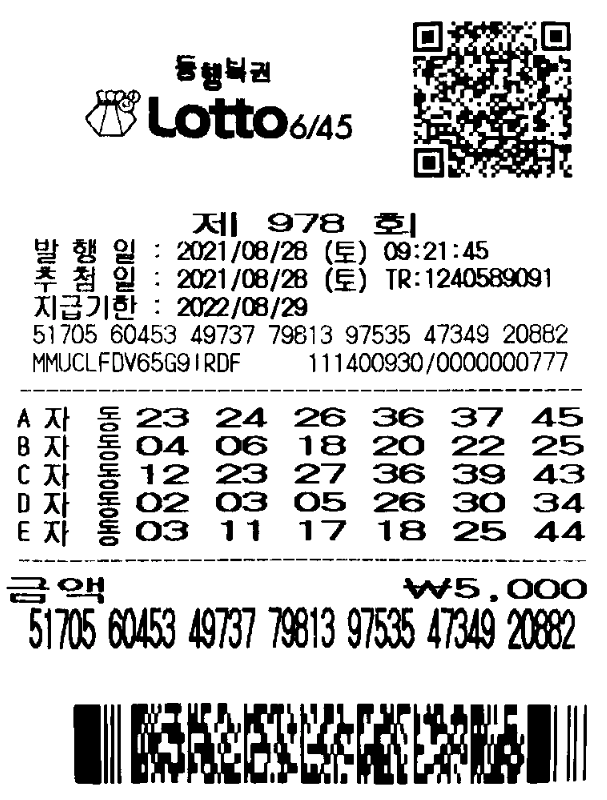 동행복권
Lotto 6/45
제 978 회
발 행 일 : 2021/08/28 (토) 09:21:45
추 첨 일 : 2021/08/28 (토) TR:1240589091
지급기한 : 2022/08/29
51705 60453 49737 79813 97535 47349 20882
MMUCLFDV65G9IRDF 111400930/0000000777
A 자 동 23 24 26 36 37 45
B 자 동 04 06 18 20 22 25
C 자 동 12 23 27 36 39 43
D 자 동 02 03 05 26 30 34
E 자 동 03 11 17 18 25 44
금액 ₩5,000
51705 60453 49737 79813 97535 47349 20882